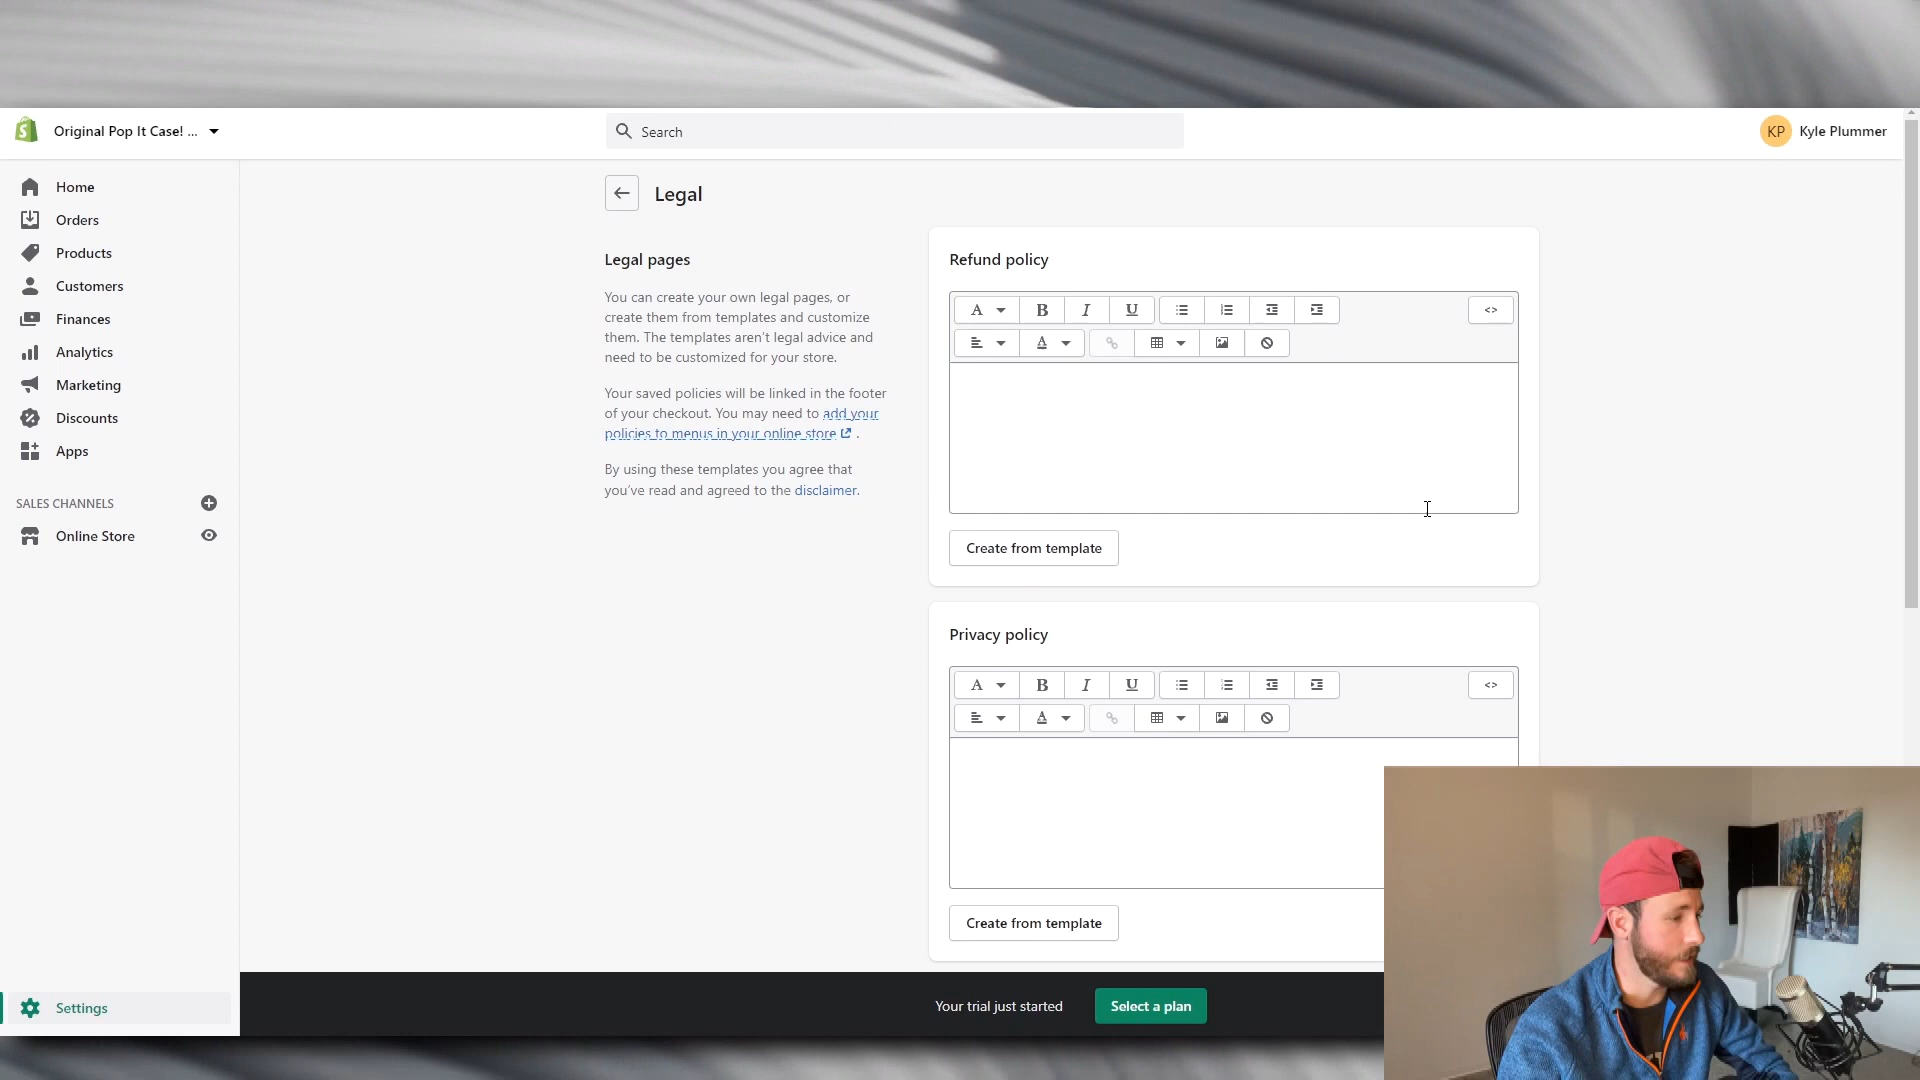 Original Pop It Case! ...
Search
KP
Kyle Plummer
Home
Orders
Products
Customers
Finances
Analytics
Marketing
Discounts
Apps
SALES CHANNELS
Online Store
Settings
Legal
Legal pages
You can create your own legal pages, or
create them from templates and customize
them. The templates aren't legal advice and
need to be customized for your store.
Your saved policies will be linked in the footer
of your checkout. You may need to add your
policies to menus in your online store .
By using these templates you agree that
you've read and agreed to the disclaimer.
Refund policy
A B I U <>
A
Create from template
Privacy policy
A B I U <>
A
Create from template
Your trial just started
Select a plan